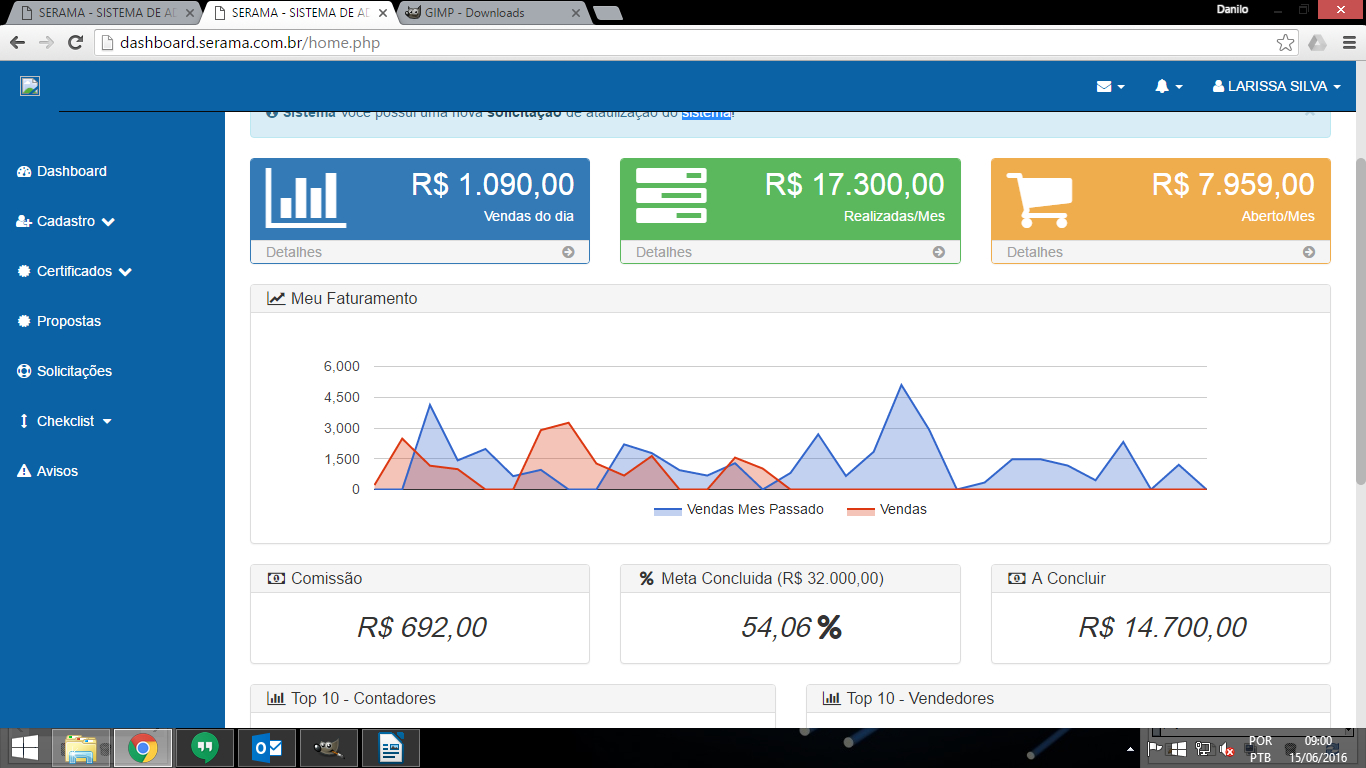 SERAMA - SISTEMA DE AD
SERAMA - SISTEMA DE AD
GIMP - Downloads
Danilo
dashboard.serama.com.br/home.php
LARISSA SILVA
Sistema Você possui uma nova solicitação de ataulização do sistema!
Dashboard
Cadastro
Certificados
Propostas
Solicitações
Chekclist
Avisos
R$ 1.090,00
Vendas do dia
Detalhes
R$ 17.300,00
Realizadas/Mes
Detalhes
R$ 7.959,00
Aberto/Mes
Detalhes
Meu Faturamento
6,000
4,500
3,000
1,500
0
Vendas Mes Passado
Vendas
Comissão
R$ 692,00
Meta Concluida (R$ 32.000,00)
54,06 %
A Concluir
R$ 14.700,00
Top 10 - Contadores
Top 10 - Vendedores
POR
PTB
09:00
15/06/2016